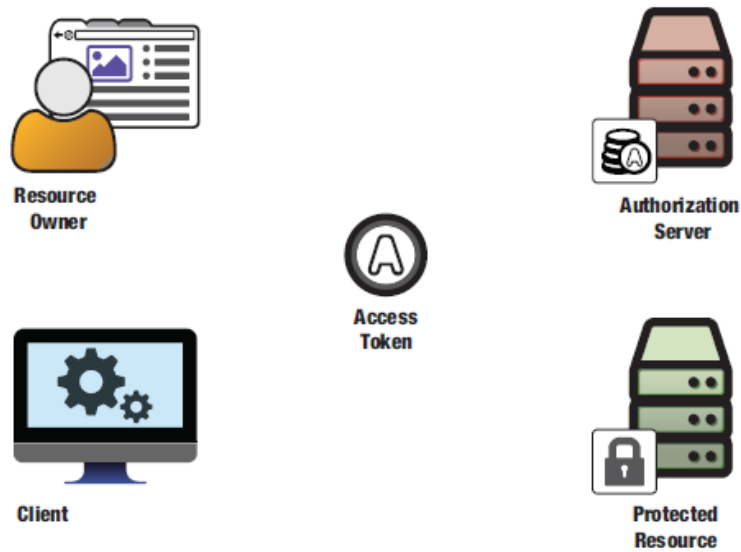 Resource
Owner
Authorization
Server
A
A
Access
Token
Client
Protected
Resource